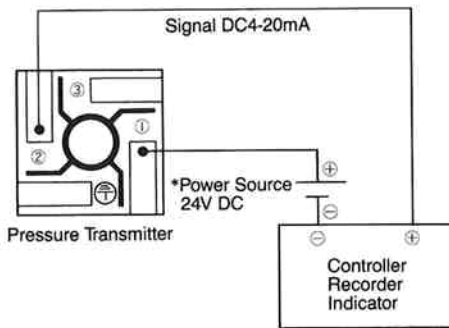 Signal DC4-20mA
③
①
②
*Power Source
24V DC
⊕
⊖
Pressure Transmitter
⊖ ⊕
Controller
Recorder
Indicator